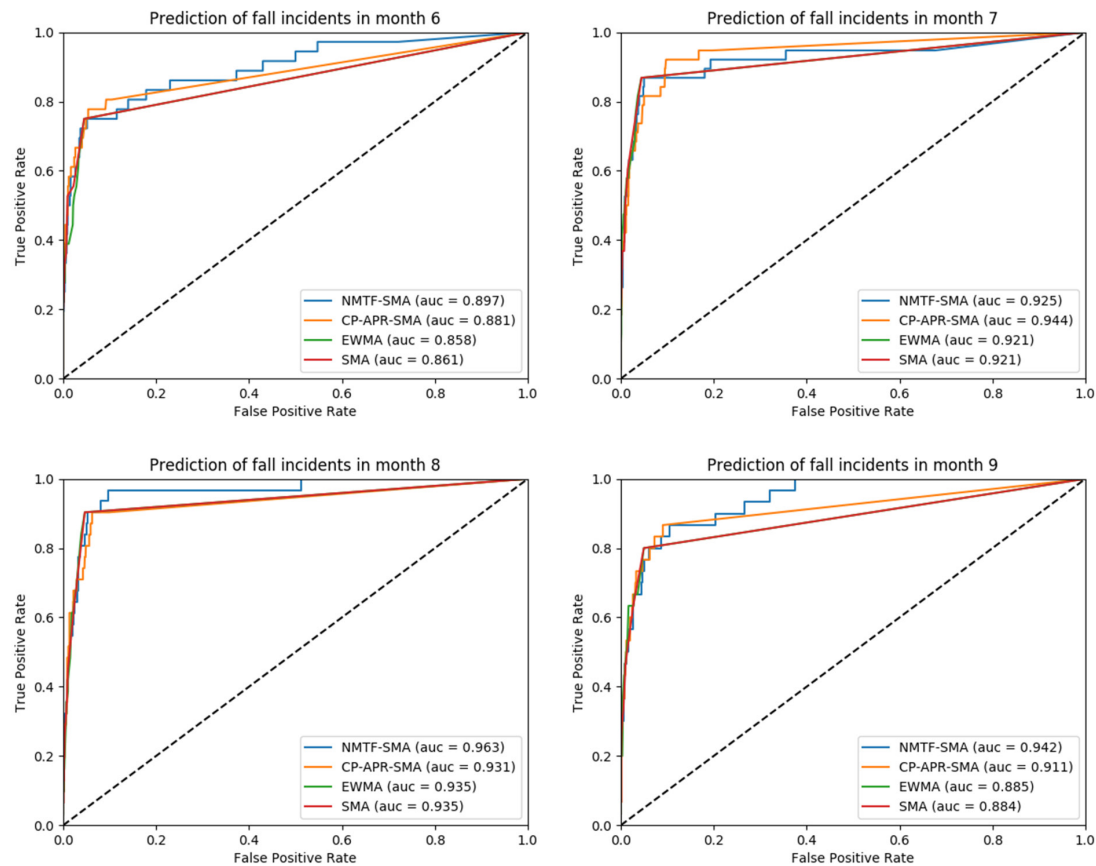 Prediction of fall incidents in month 6
1.0
0.8
0.6
0.4
0.2
0.0
True Positive Rate
NMTF-SMA (auc = 0.897)
CP-APR-SMA (auc = 0.881)
EWMA (auc = 0.858)
SMA (auc = 0.861)
0.0 0.2 0.4 0.6 0.8 1.0
False Positive Rate
Prediction of fall incidents in month 7
1.0
0.8
0.6
0.4
0.2
0.0
True Positive Rate
NMTF-SMA (auc = 0.925)
CP-APR-SMA (auc = 0.944)
EWMA (auc = 0.921)
SMA (auc = 0.921)
0.0 0.2 0.4 0.6 0.8 1.0
False Positive Rate
Prediction of fall incidents in month 8
1.0
0.8
0.6
0.4
0.2
0.0
True Positive Rate
NMTF-SMA (auc = 0.963)
CP-APR-SMA (auc = 0.931)
EWMA (auc = 0.935)
SMA (auc = 0.935)
0.0 0.2 0.4 0.6 0.8 1.0
False Positive Rate
Prediction of fall incidents in month 9
1.0
0.8
0.6
0.4
0.2
0.0
True Positive Rate
NMTF-SMA (auc = 0.942)
CP-APR-SMA (auc = 0.911)
EWMA (auc = 0.885)
SMA (auc = 0.884)
0.0 0.2 0.4 0.6 0.8 1.0
False Positive Rate